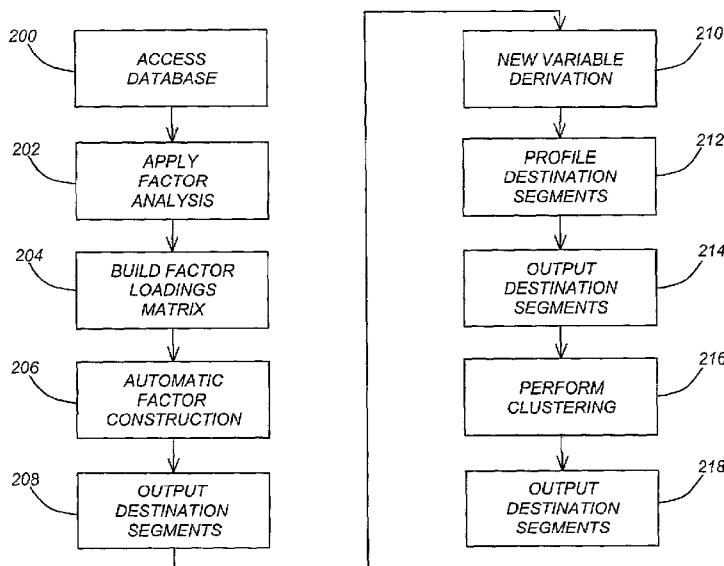 200
ACCESS
DATABASE
202
APPLY
FACTOR
ANALYSIS
204
BUILD FACTOR
LOADINGS
MATRIX
206
AUTOMATIC
FACTOR
CONSTRUCTION
208
OUTPUT
DESTINATION
SEGMENTS
210
NEW VARIABLE
DERIVATION
212
PROFILE
DESTINATION
SEGMENTS
214
OUTPUT
DESTINATION
SEGMENTS
216
PERFORM
CLUSTERING
218
OUTPUT
DESTINATION
SEGMENTS